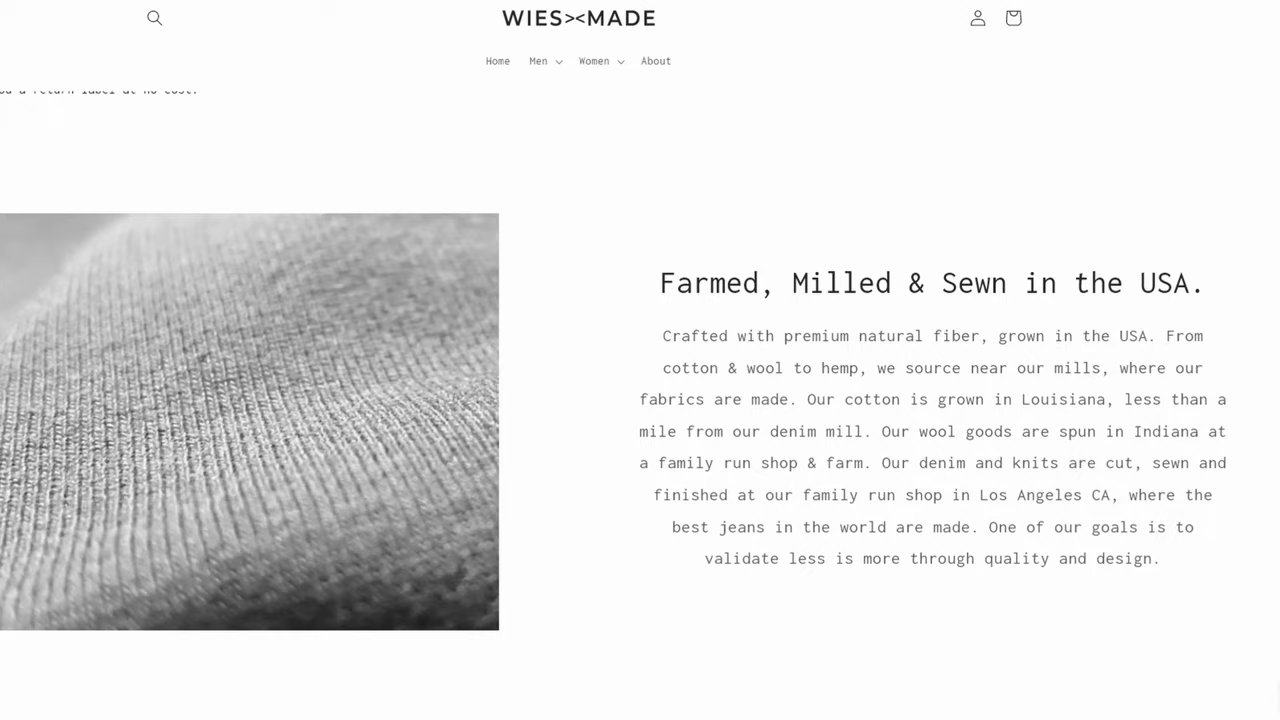 WIES><MADE
Home Men Women About
Farmed, Milled & Sewn in the USA.
Crafted with premium natural fiber, grown in the USA. From
cotton & wool to hemp, we source near our mills, where our
fabrics are made. Our cotton is grown in Louisiana, less than a
mile from our denim mill. Our wool goods are spun in Indiana at
a family run shop & farm. Our denim and knits are cut, sewn and
finished at our family run shop in Los Angeles CA, where the
best jeans in the world are made. One of our goals is to
validate less is more through quality and design.